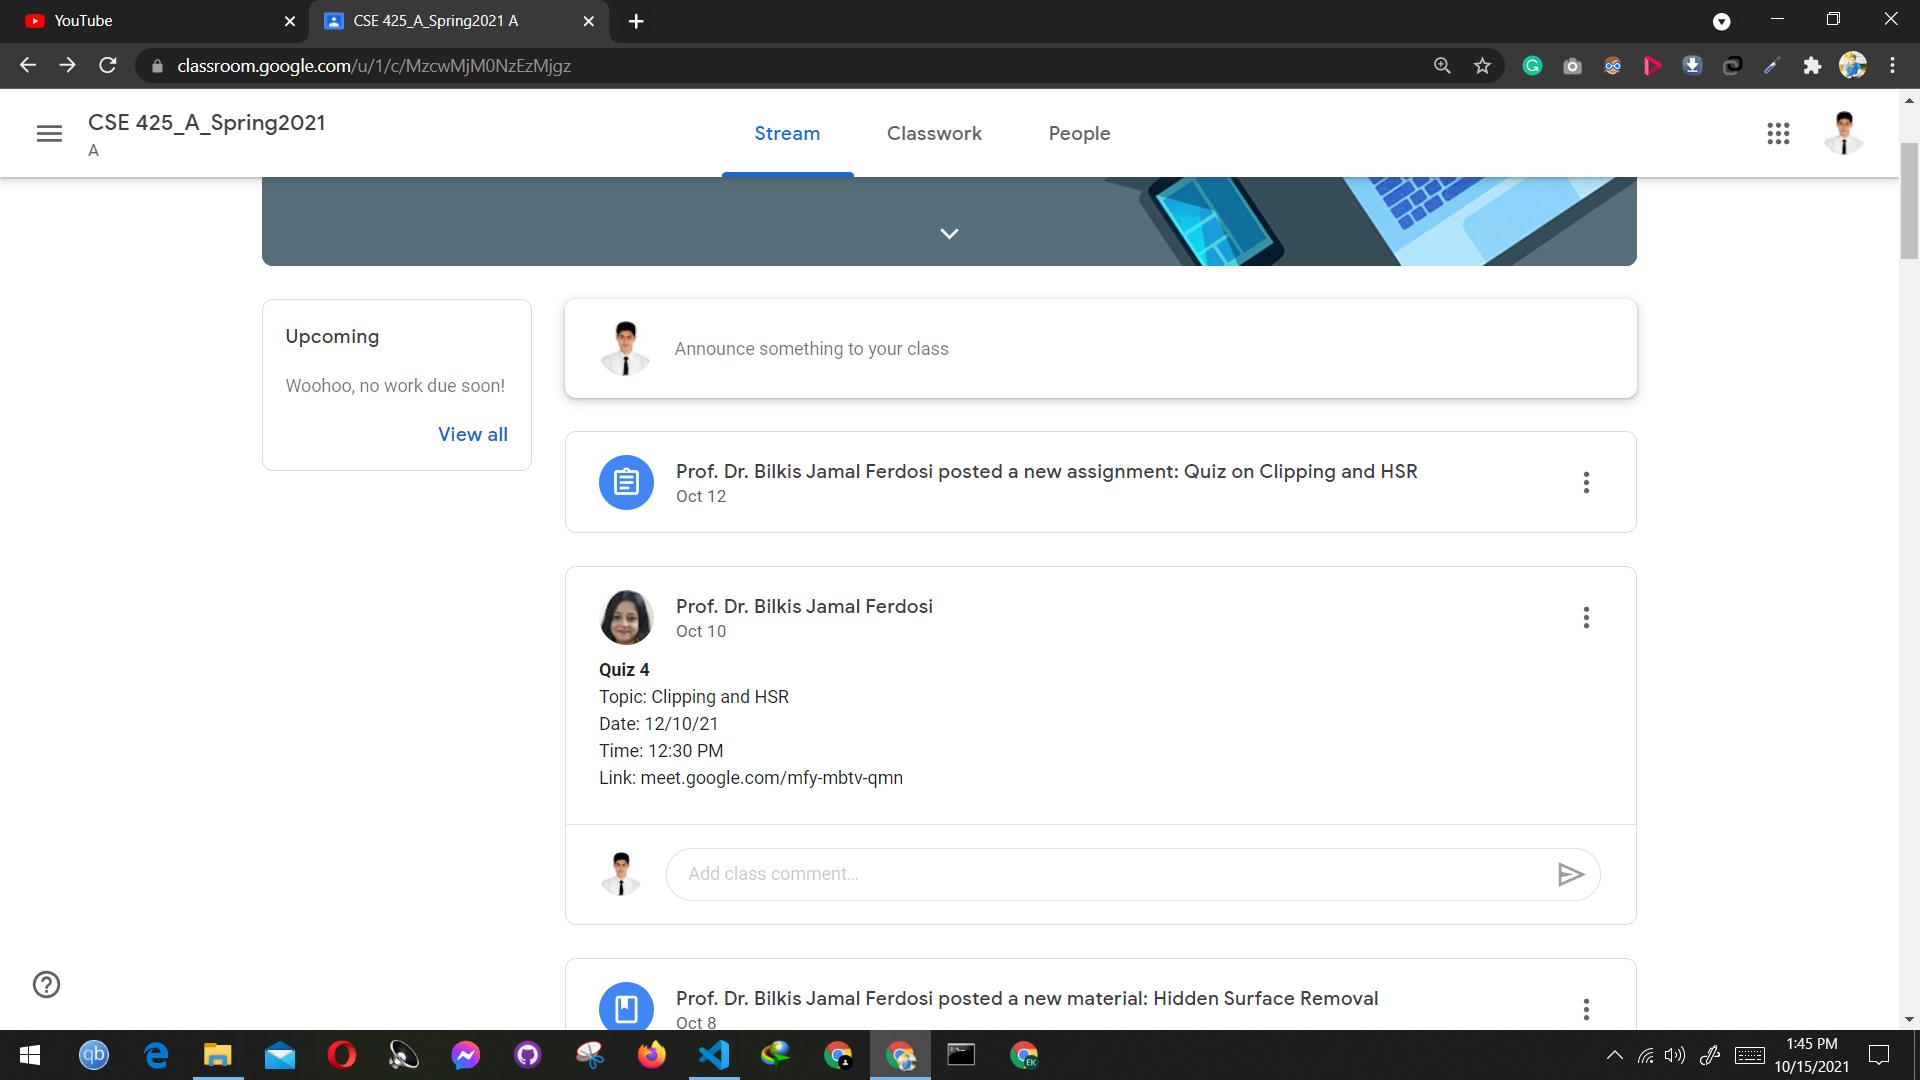 YouTube
CSE 425_A_Spring2021 A
classroom.google.com/u/1/c/MzcwMjM0NzEzMjgz
CSE 425_A_Spring2021
A
Stream
Classwork
People
Upcoming
Woohoo, no work due soon!
View all
Announce something to your class
Prof. Dr. Bilkis Jamal Ferdosi posted a new assignment: Quiz on Clipping and HSR
Oct 12
Prof. Dr. Bilkis Jamal Ferdosi
Oct 10
Quiz 4
Topic: Clipping and HSR
Date: 12/10/21
Time: 12:30 PM
Link: meet.google.com/mfy-mbtv-qmn
Add class comment...
Prof. Dr. Bilkis Jamal Ferdosi posted a new material: Hidden Surface Removal
Oct 8
qb
EK
1:45 PM
10/15/2021